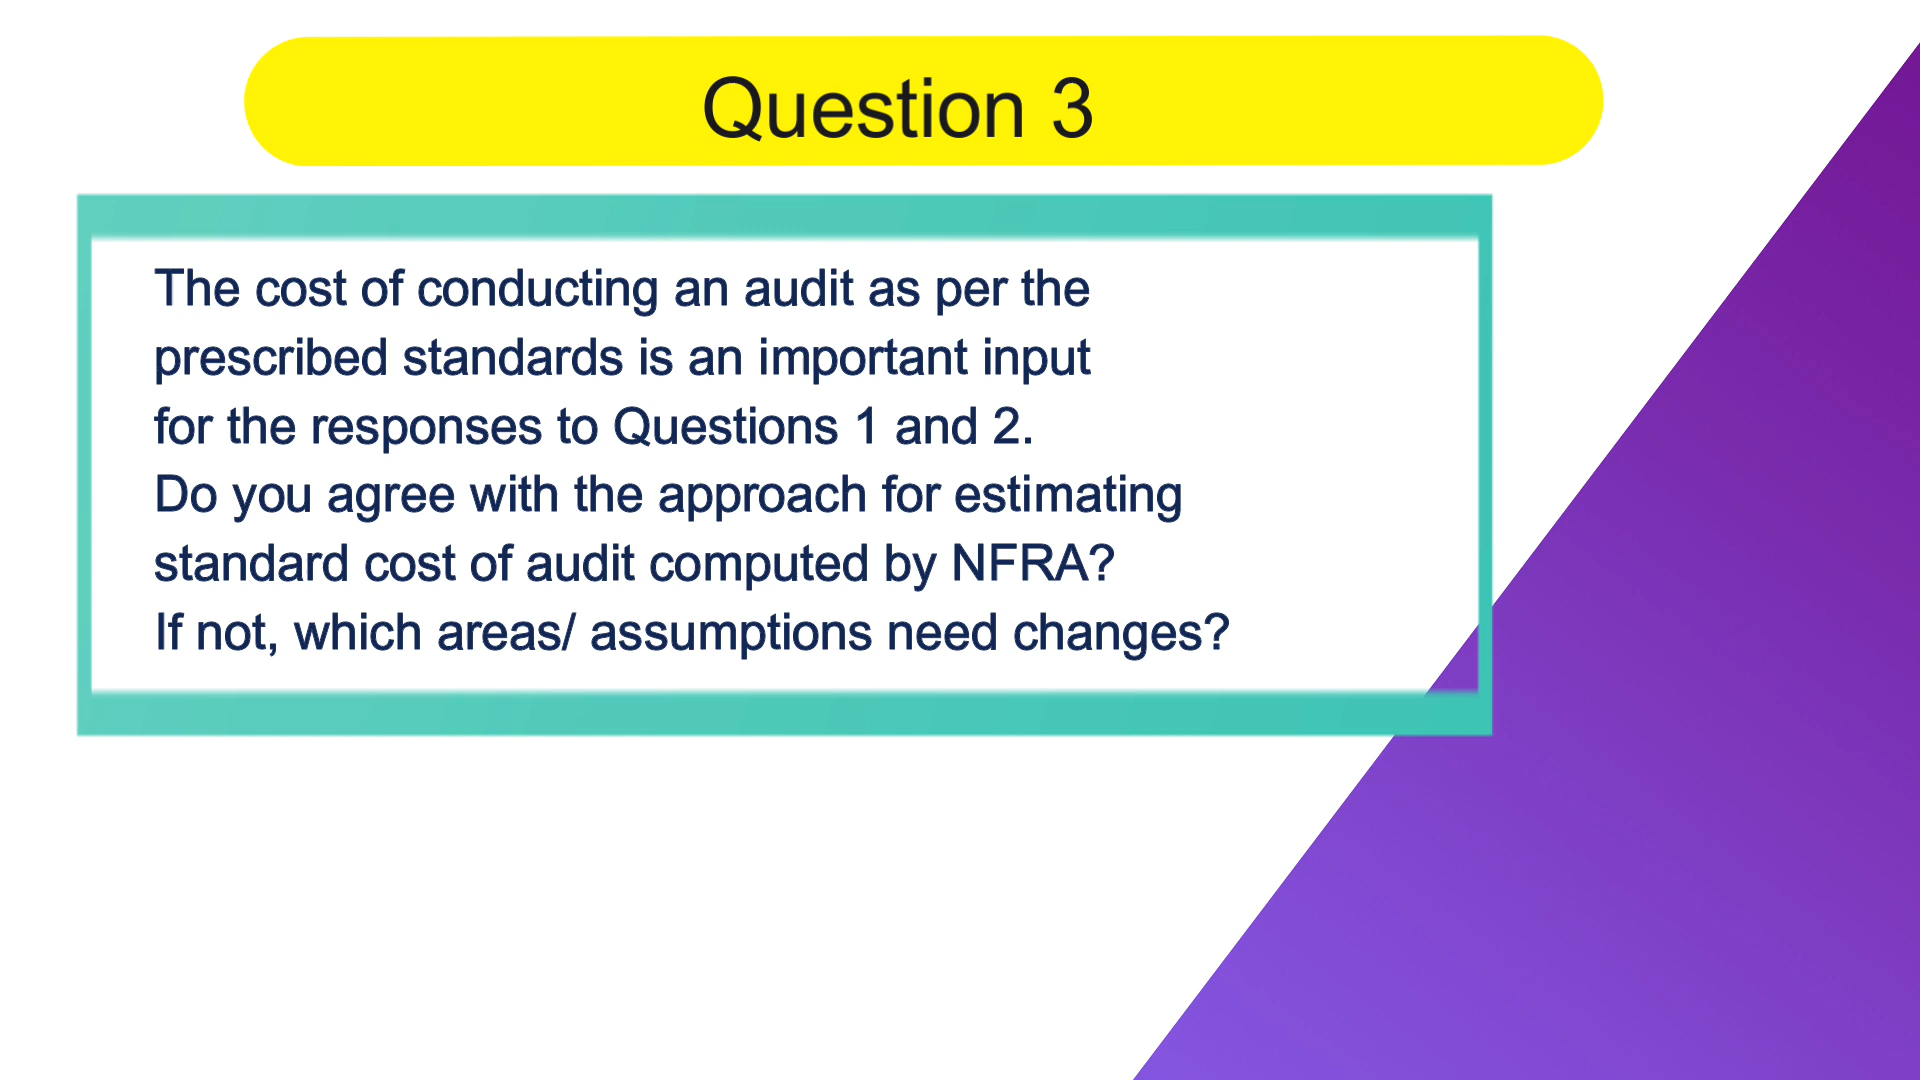 Question 3
The cost of conducting an audit as per the
prescribed standards is an important input
for the responses to Questions 1 and 2.
Do you agree with the approach for estimating
standard cost of audit computed by NFRA?
If not, which areas/ assumptions need changes?